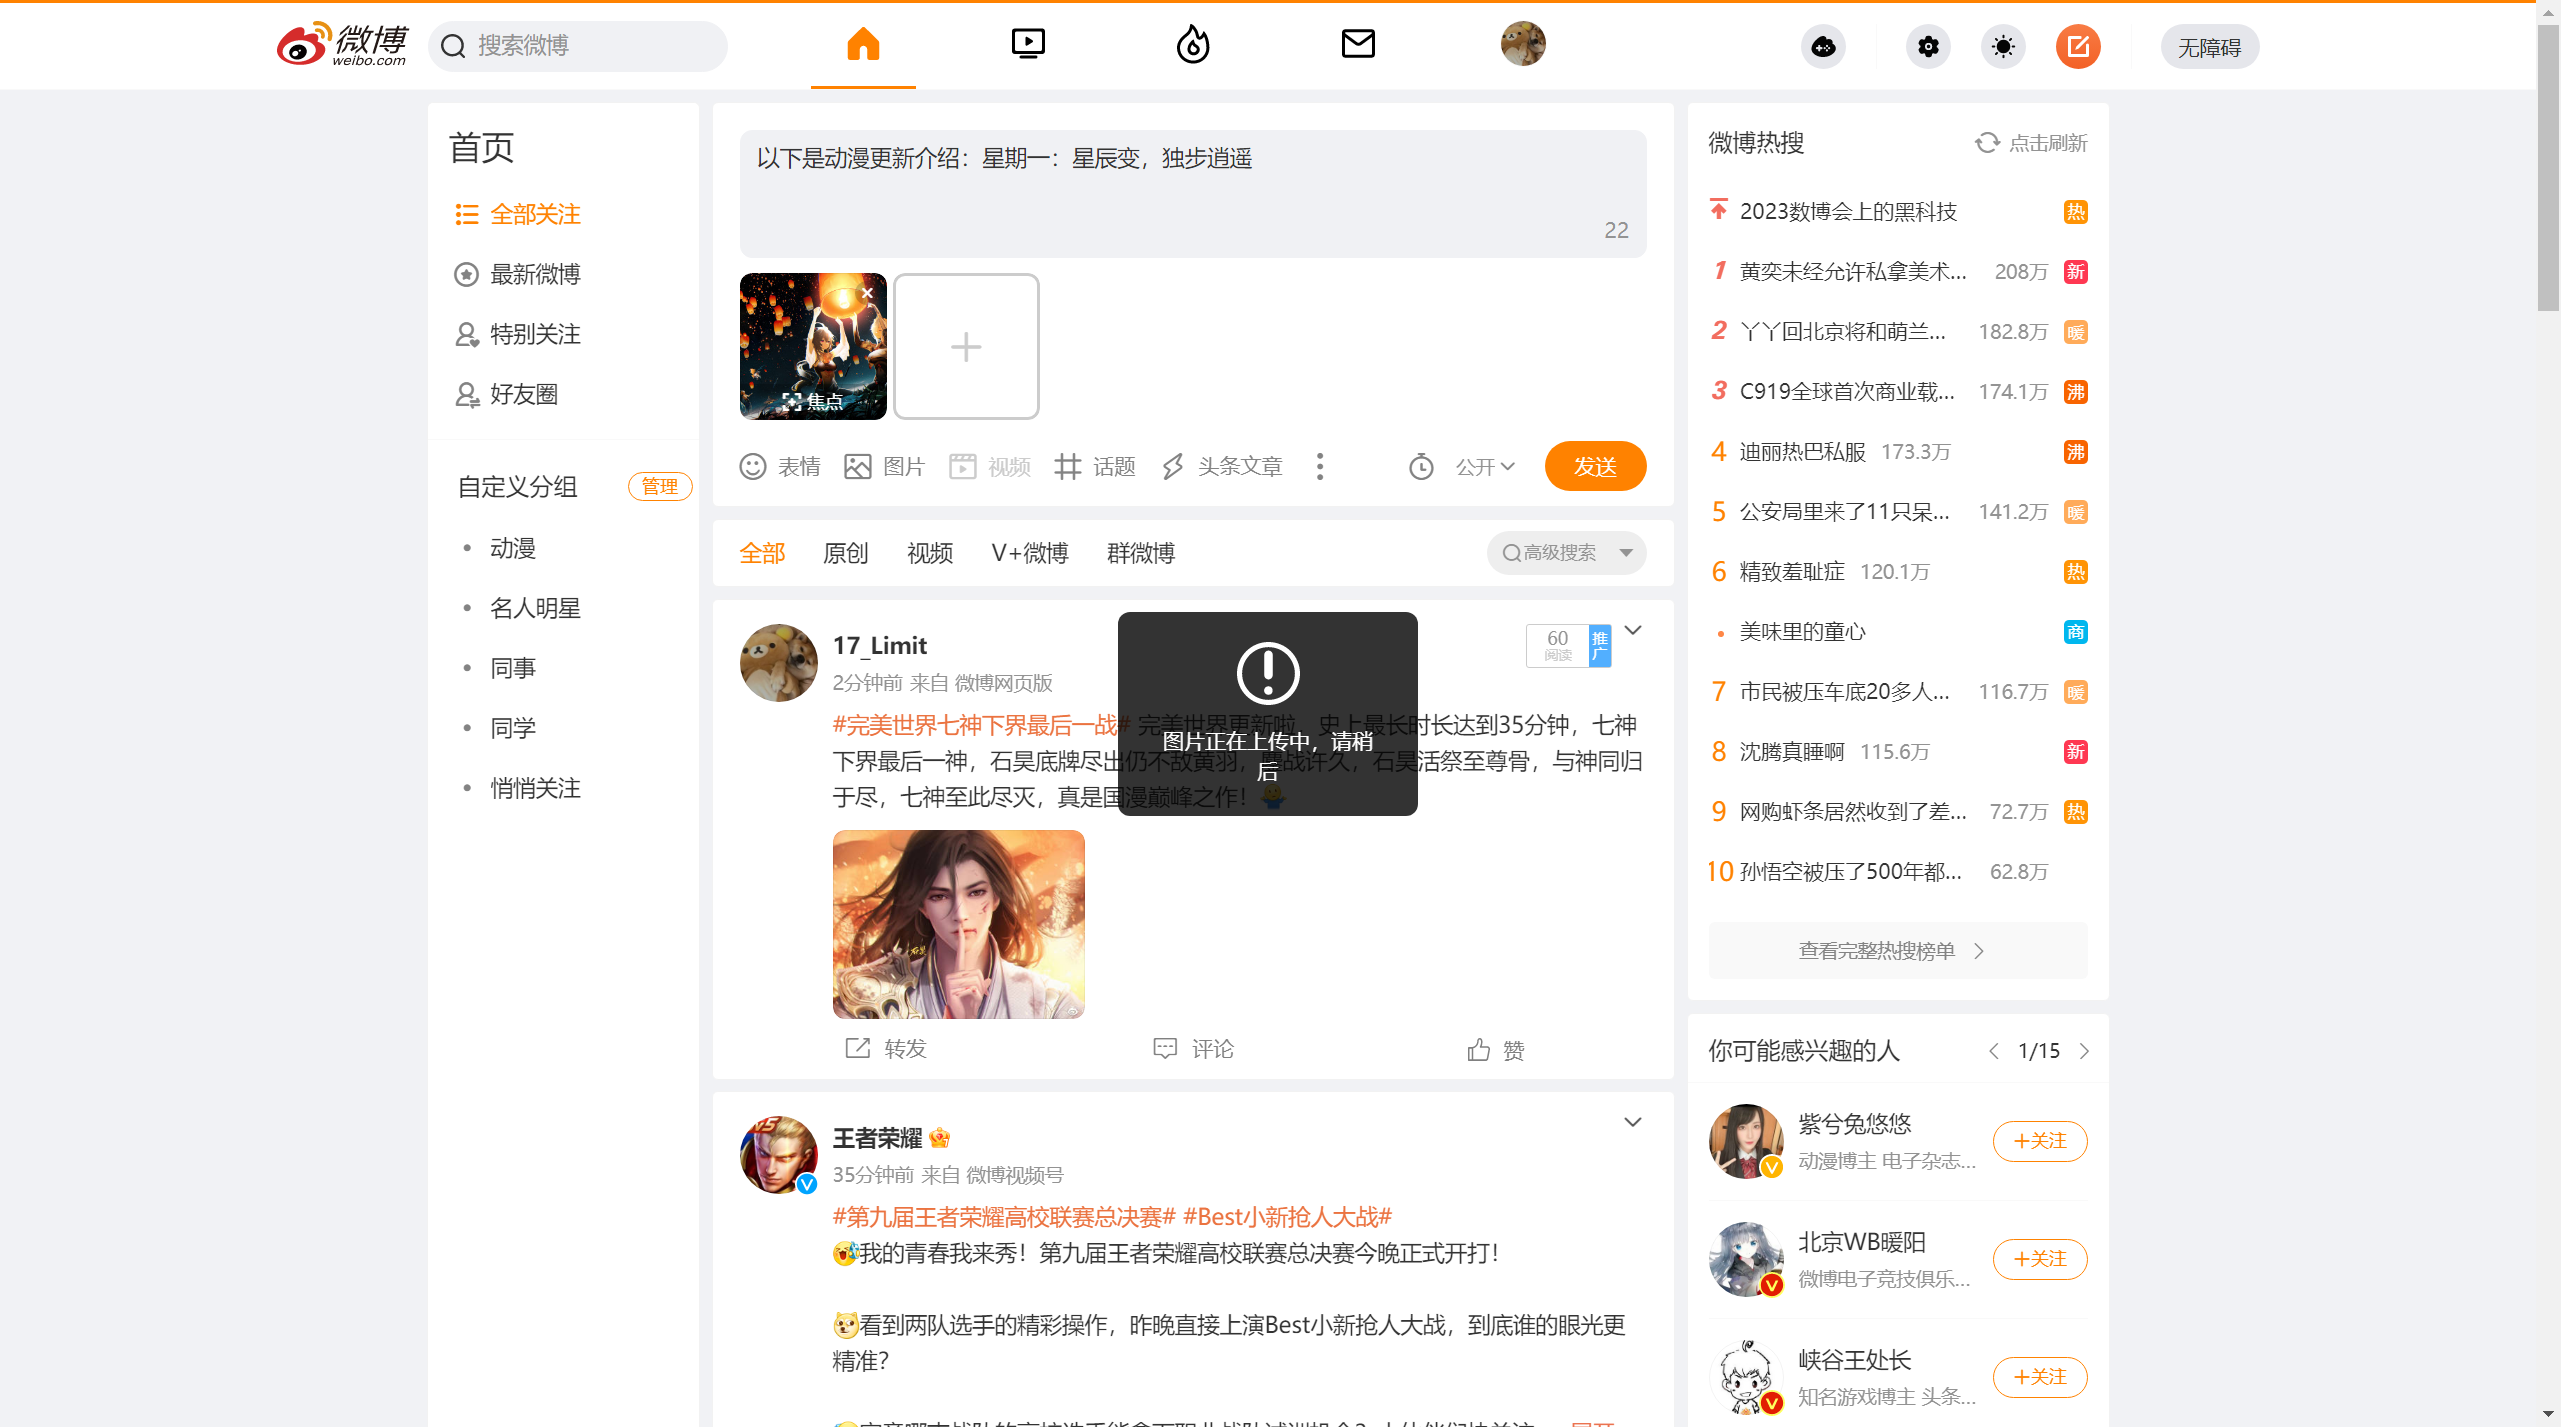 微博
weibo.com
搜索微博
无障碍
首页
全部关注
最新微博
特别关注
好友圈
自定义分组
管理
动漫
名人明星
同事
同学
悄悄关注
以下是动漫更新介绍：星期一：星辰变，独步逍遥
22
焦点
表情
图片
视频
话题
头条文章
公开
发送
全部
原创
视频
V+微博
群微博
高级搜索
17_Limit
2分钟前 来自 微博网页版
60
阅读
推广
#完美世界七神下界最后一战# 完美世界更新啦，史上最长时长达到35分钟，七神
下界最后一神，石昊底牌尽出仍不敌黄羽，鏖战许久，石昊活祭至尊骨，与神同归
于尽，七神至此尽灭，真是国漫巅峰之作！
图片正在上传中，请稍
后
转发
评论
赞
王者荣耀
35分钟前 来自 微博视频号
#第九届王者荣耀高校联赛总决赛# #Best小新抢人大战#
我的青春我来秀！第九届王者荣耀高校联赛总决赛今晚正式开打！
看到两队选手的精彩操作，昨晚直接上演Best小新抢人大战，到底谁的眼光更
精准？
微博热搜
点击刷新
2023数博会上的黑科技 热
1 黄奕未经允许私拿美术... 208万 新
2 丫丫回北京将和萌兰... 182.8万 暖
3 C919全球首次商业载... 174.1万 沸
4 迪丽热巴私服 173.3万 沸
5 公安局里来了11只呆... 141.2万 暖
6 精致羞耻症 120.1万 热
美味里的童心 商
7 市民被压车底20多人... 116.7万 暖
8 沈腾真睡啊 115.6万 新
9 网购虾条居然收到了差... 72.7万 热
10 孙悟空被压了500年都... 62.8万
查看完整热搜榜单
你可能感兴趣的人
1/15
紫兮兔悠悠
动漫博主 电子杂志...
+关注
北京WB暖阳
微博电子竞技俱乐...
+关注
峡谷王处长
知名游戏博主 头条...
+关注